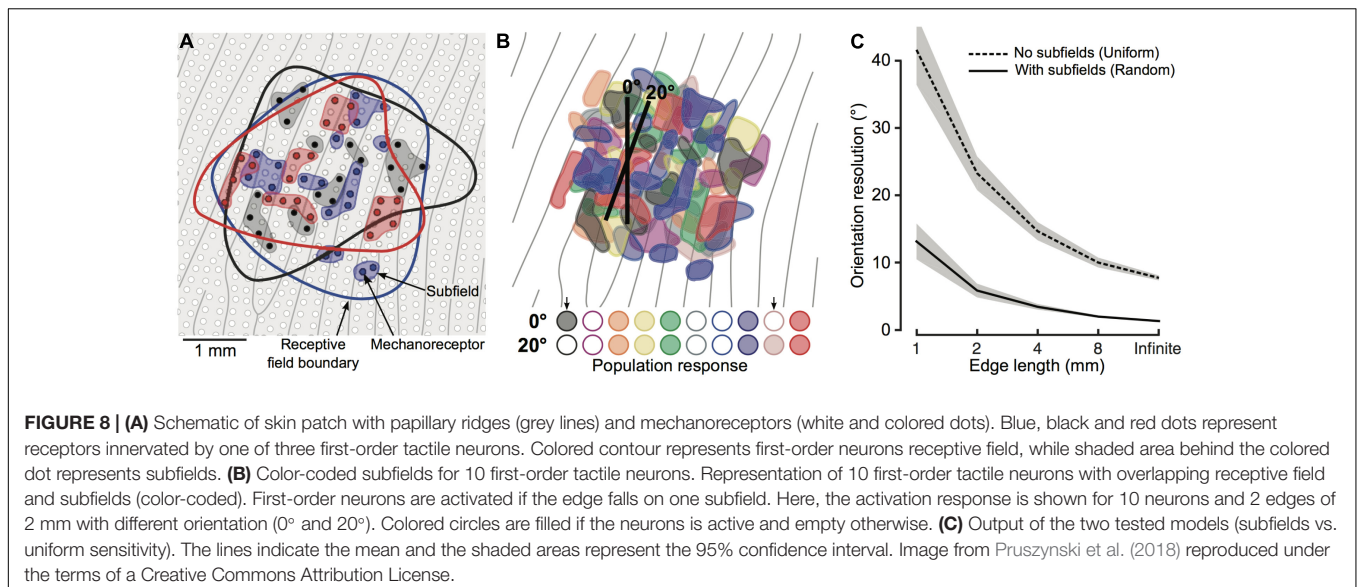 A
B
C
0°
20°
Subfield
Receptive
field boundary
Mechanoreceptor
1 mm
0°
20°
Population response
No subfields (Uniform)
With subfields (Random)
Orientation resolution (°)
40
30
20
10
0
1
2
4
8
Infinite
Edge length (mm)
FIGURE 8 | (A) Schematic of skin patch with papillary ridges (grey lines) and mechanoreceptors (white and colored dots). Blue, black and red dots represent
receptors innervated by one of three first-order tactile neurons. Colored contour represents first-order neurons receptive field, while shaded area behind the colored
dot represents subfields. (B) Color-coded subfields for 10 first-order tactile neurons. Representation of 10 first-order tactile neurons with overlapping receptive field
and subfields (color-coded). First-order neurons are activated if the edge falls on one subfield. Here, the activation response is shown for 10 neurons and 2 edges of
2 mm with different orientation (0° and 20°). Colored circles are filled if the neurons is active and empty otherwise. (C) Output of the two tested models (subfields vs.
uniform sensitivity). The lines indicate the mean and the shaded areas represent the 95% confidence interval. Image from Pruszynski et al. (2018) reproduced under
the terms of a Creative Commons Attribution License.